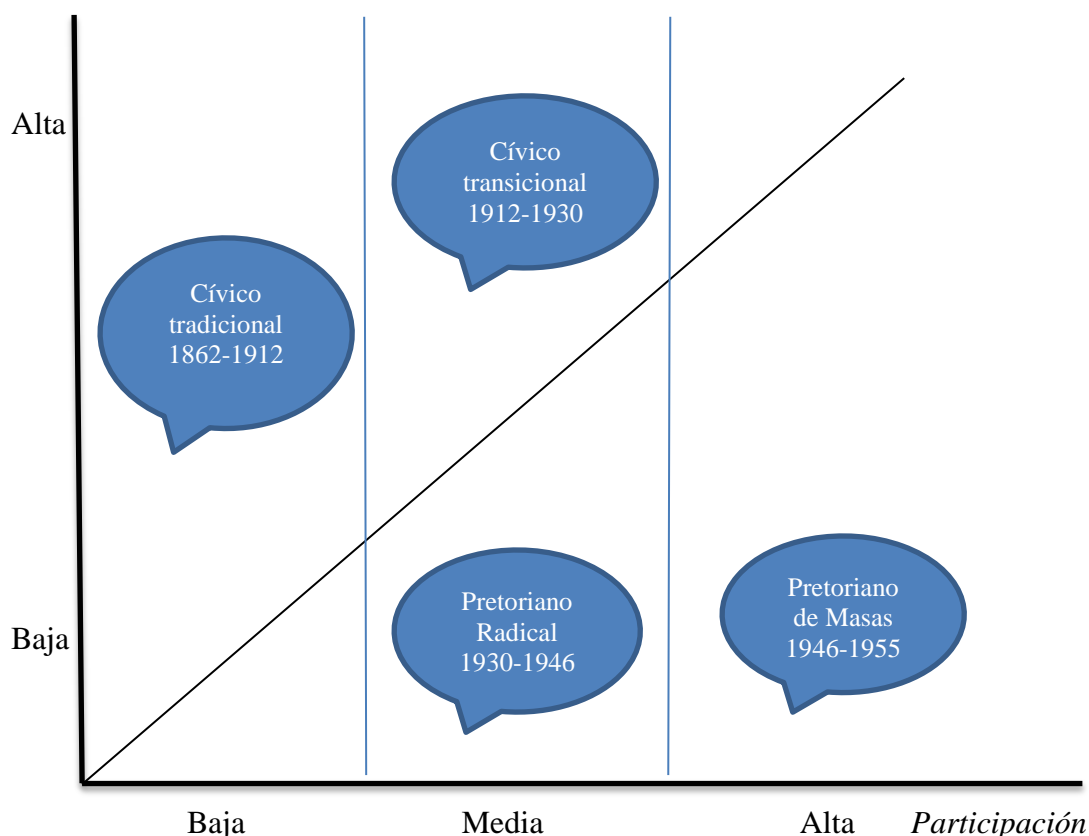 Alta
Cívico
transicional
1912-1930
Cívico
tradicional
1862-1912
Baja
Pretoriano
Radical
1930-1946
Pretoriano
de Masas
1946-1955
Baja
Media
Alta
Participación